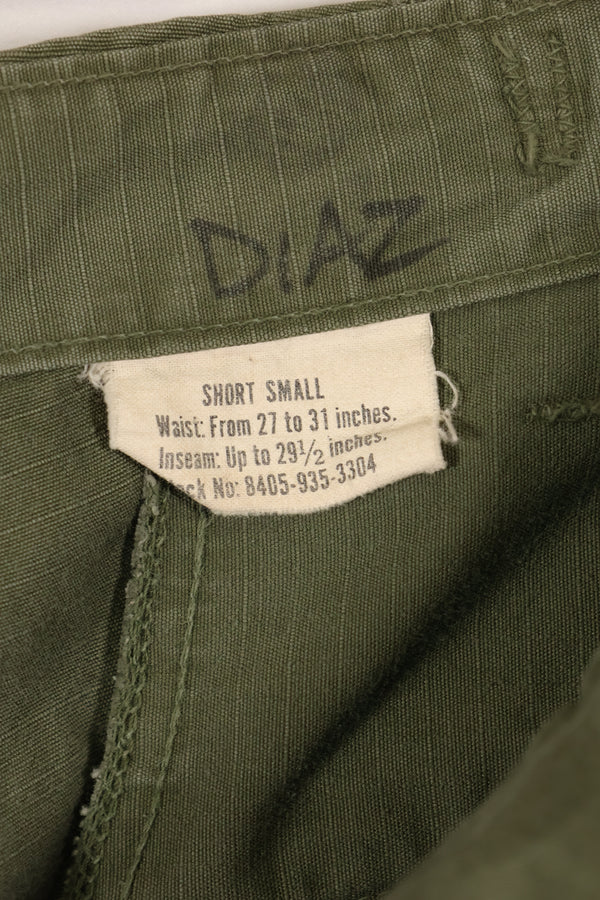 DIAZ
SHORT SMALL
Waist: From 27 to 31 inches.
Inseam: Up to 29½ inches.
ck No: 8405-935-3304